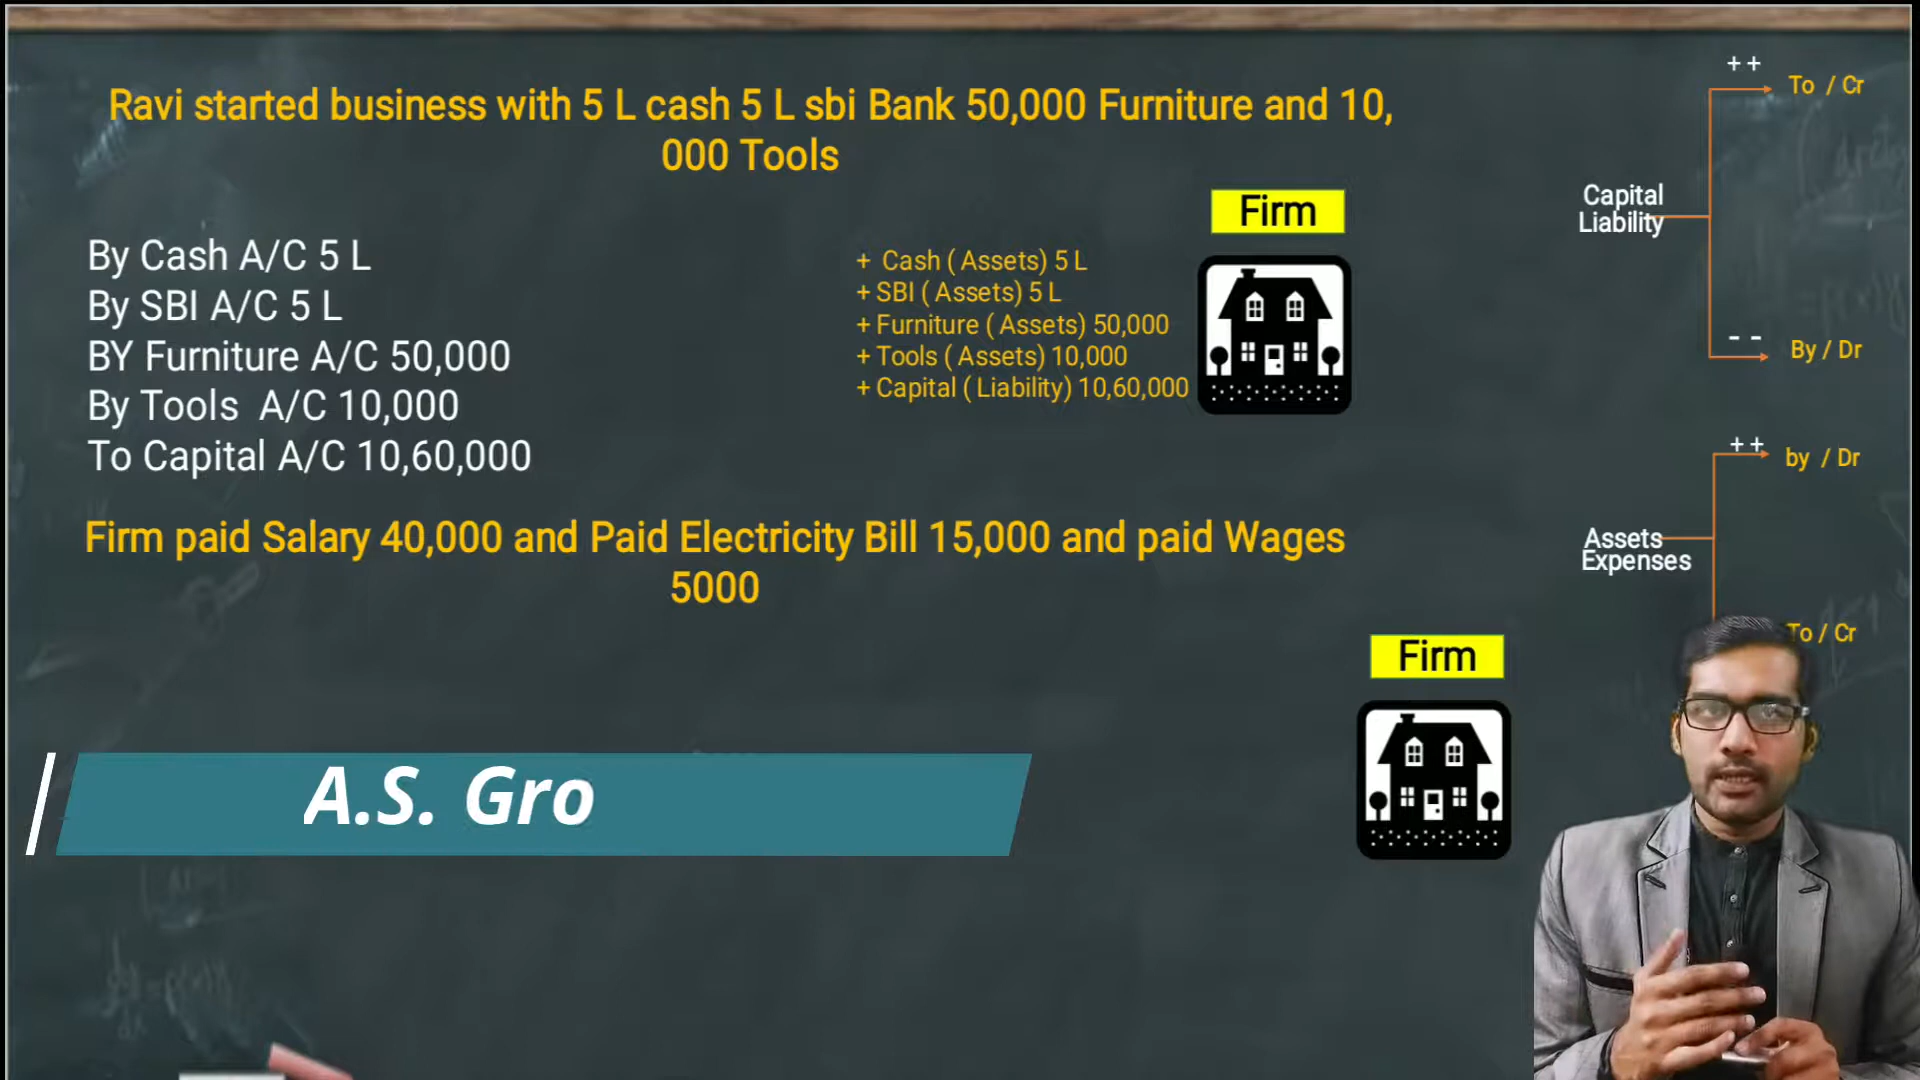 Ravi started business with 5 L cash 5 L sbi Bank 50,000 Furniture and 10,
000 Tools
By Cash A/C 5 L
By SBI A/C 5 L
BY Furniture A/C 50,000
By Tools A/C 10,000
To Capital A/C 10,60,000
Firm
+ Cash ( Assets) 5 L
+ SBI ( Assets) 5 L
+ Furniture ( Assets) 50,000
+ Tools ( Assets) 10,000
+ Capital ( Liability) 10,60,000
+ +
To / Cr
Capital
Liability
- -
By / Dr
+ +
by / Dr
Assets
Expenses
To / Cr
Firm paid Salary 40,000 and Paid Electricity Bill 15,000 and paid Wages
5000
Firm
A.S. Gro